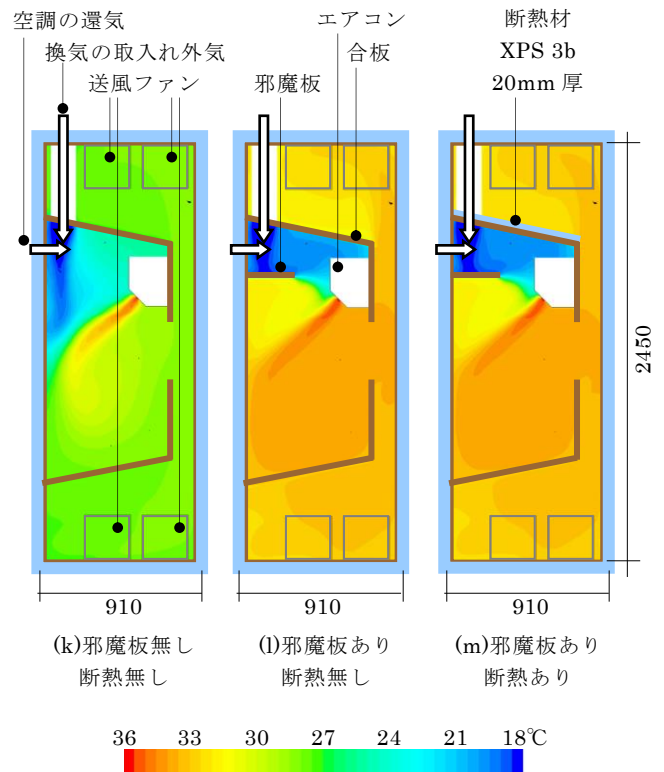 空調の還気
換気の取入れ外気
送風ファン
エアコン
合板
邪魔板
断熱材
XPS 3b
20mm 厚
2450
910
910
910
(k)邪魔板無し
断熱無し
(l)邪魔板あり
断熱無し
(m)邪魔板あり
断熱あり
36 33 30 27 24 21 18℃